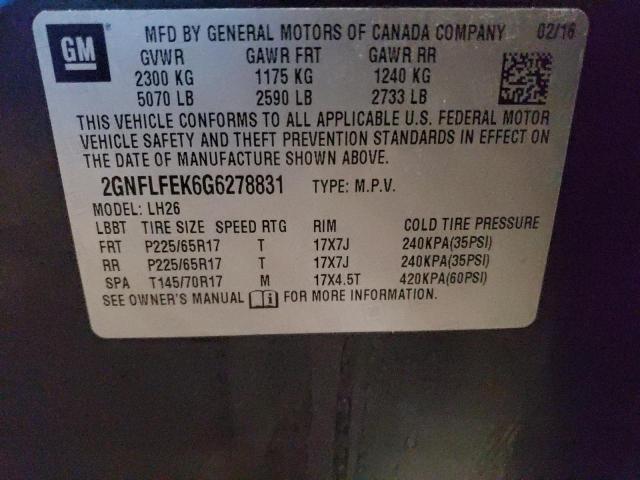 GM
MFD BY GENERAL MOTORS OF CANADA COMPANY 02/16
GVWR GAWR FRT GAWR RR
2300 KG 1175 KG 1240 KG
5070 LB 2590 LB 2733 LB
THIS VEHICLE CONFORMS TO ALL APPLICABLE U.S. FEDERAL MOTOR
VEHICLE SAFETY AND THEFT PREVENTION STANDARDS IN EFFECT ON
THE DATE OF MANUFACTURE SHOWN ABOVE.
2GNFLFEK6G6278831 TYPE: M.P.V.
MODEL: LH26
LBBT TIRE SIZE SPEED RTG RIM COLD TIRE PRESSURE
FRT P225/65R17 T 17X7J 240KPA(35PSI)
RR P225/65R17 T 17X7J 240KPA(35PSI)
SPA T145/70R17 M 17X4.5T 420KPA(60PSI)
SEE OWNER'S MANUAL FOR MORE INFORMATION.